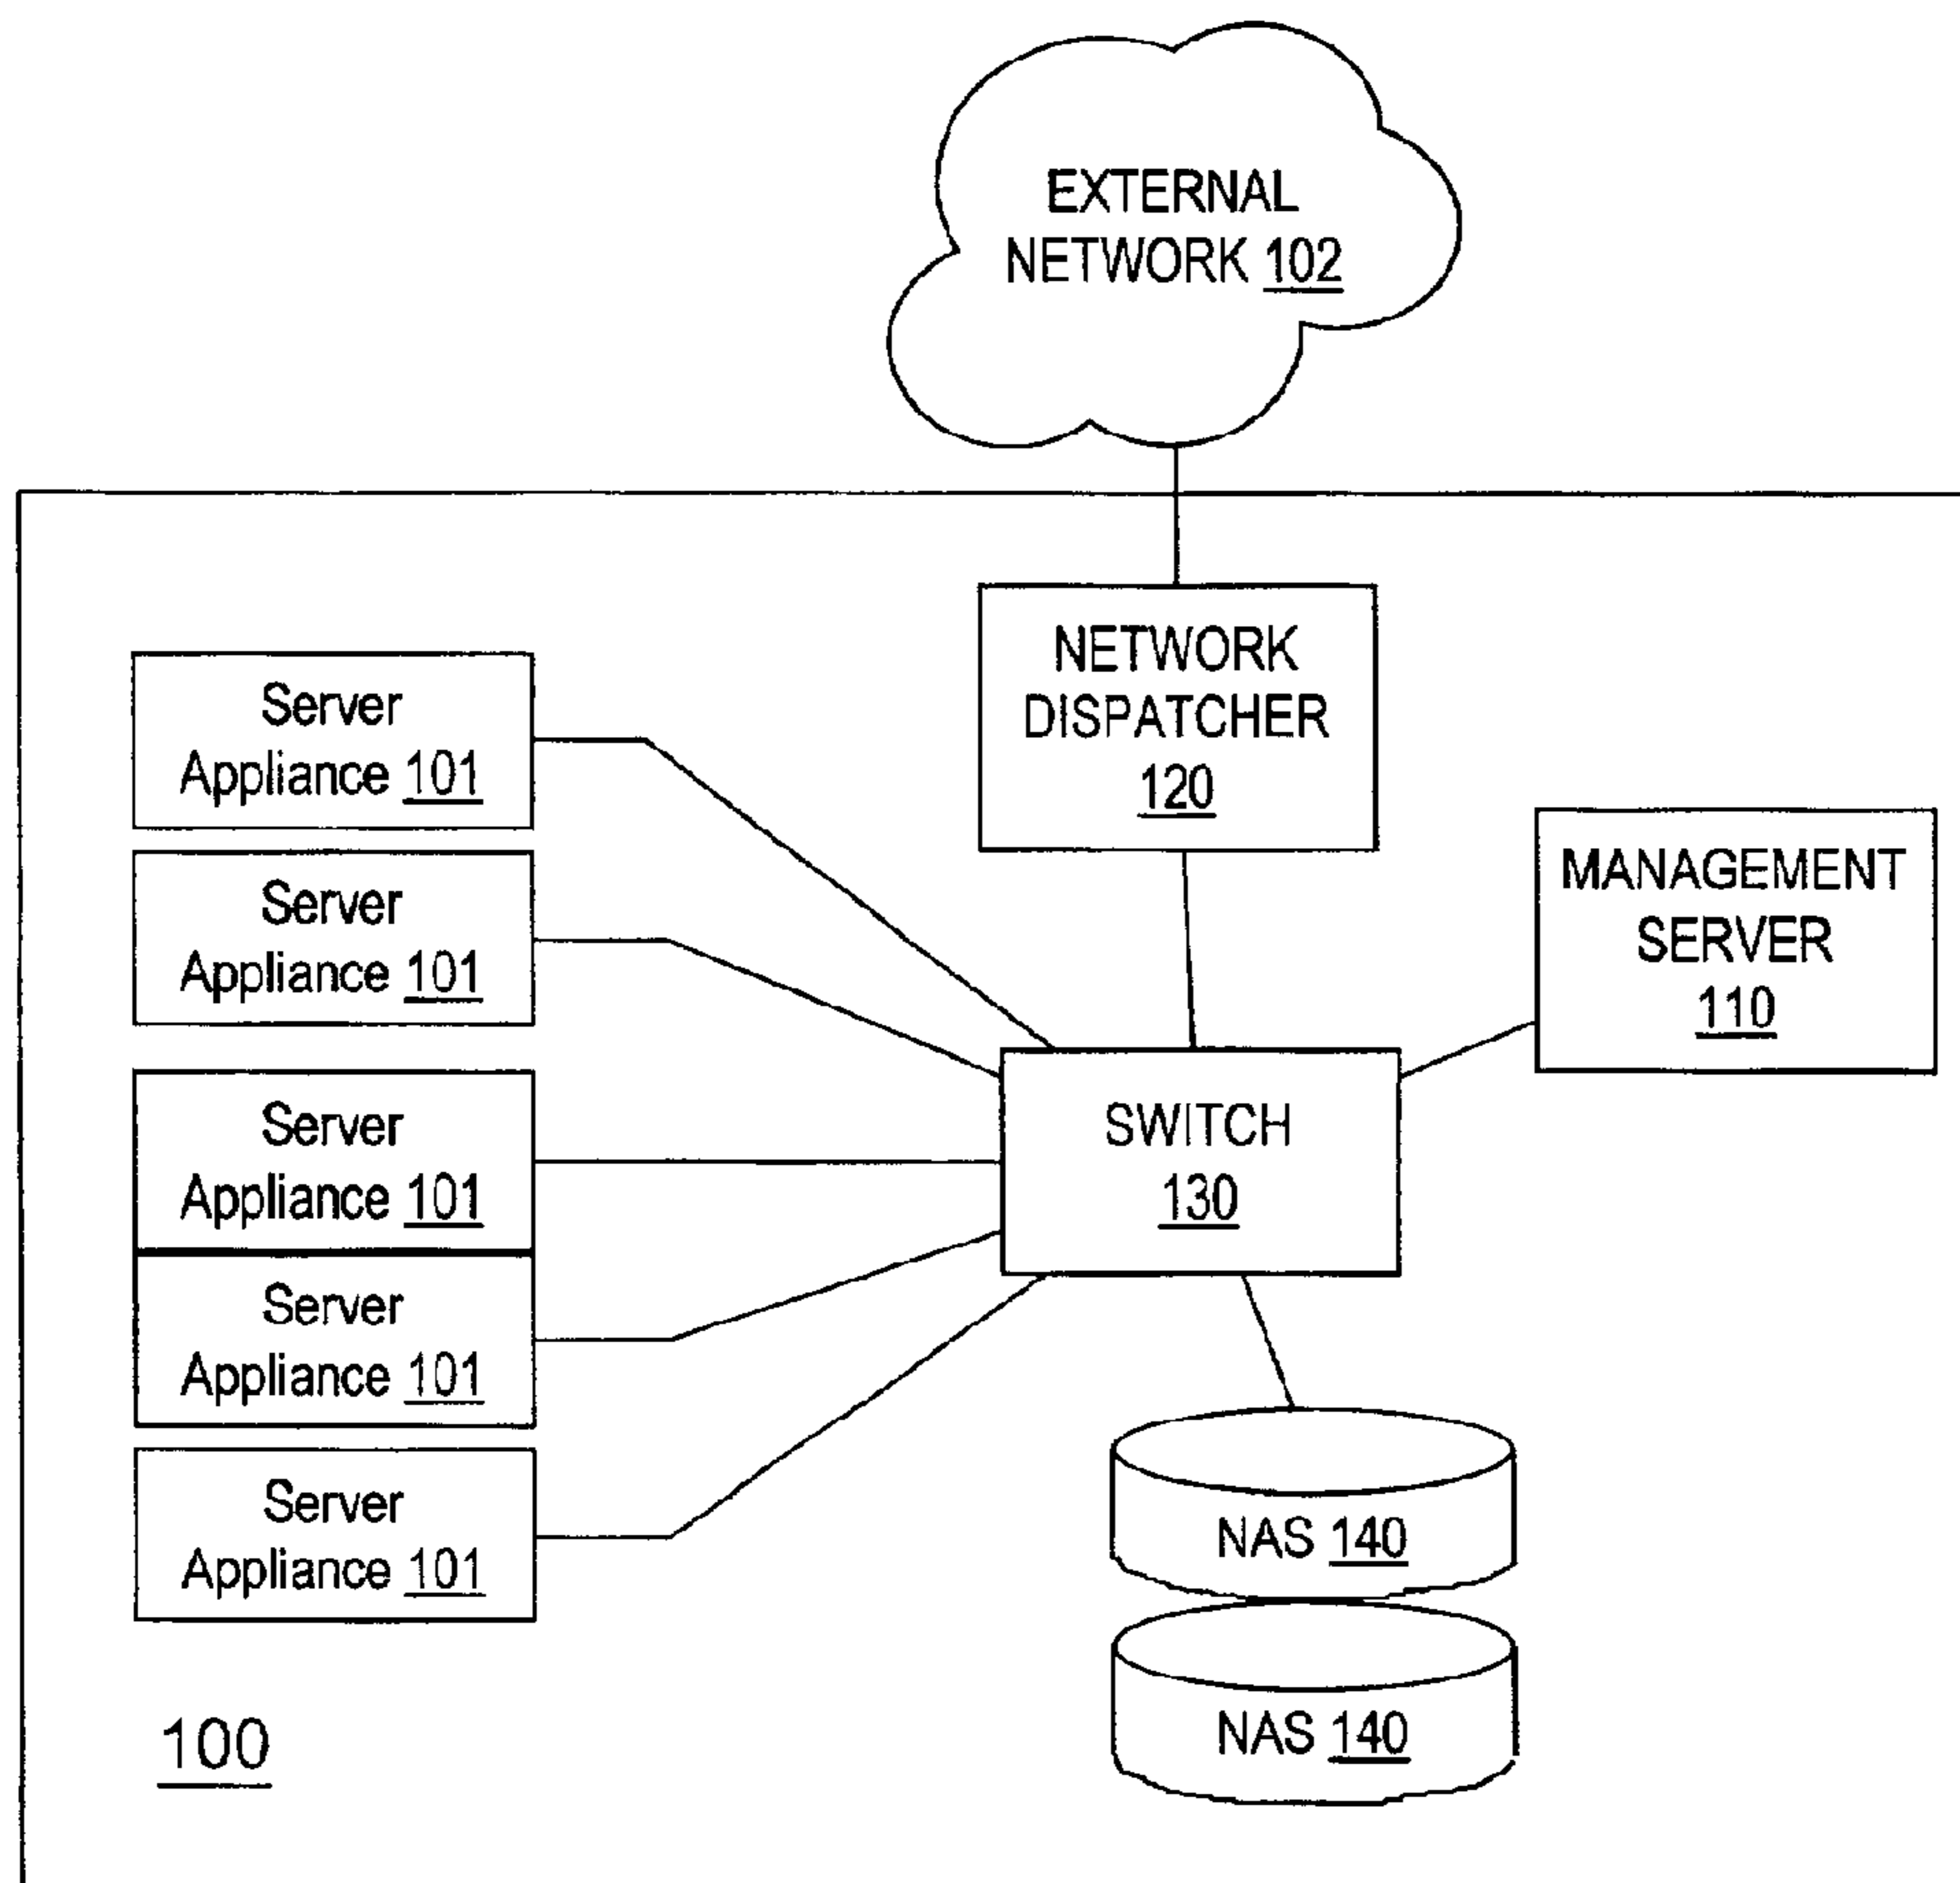 EXTERNAL
NETWORK 102
NETWORK
DISPATCHER
120
Server
Appliance 101
Server
Appliance 101
MANAGEMENT
SERVER
110
Server
Appliance 101
SWITCH
130
Server
Appliance 101
Server
Appliance 101
NAS 140
NAS 140
100